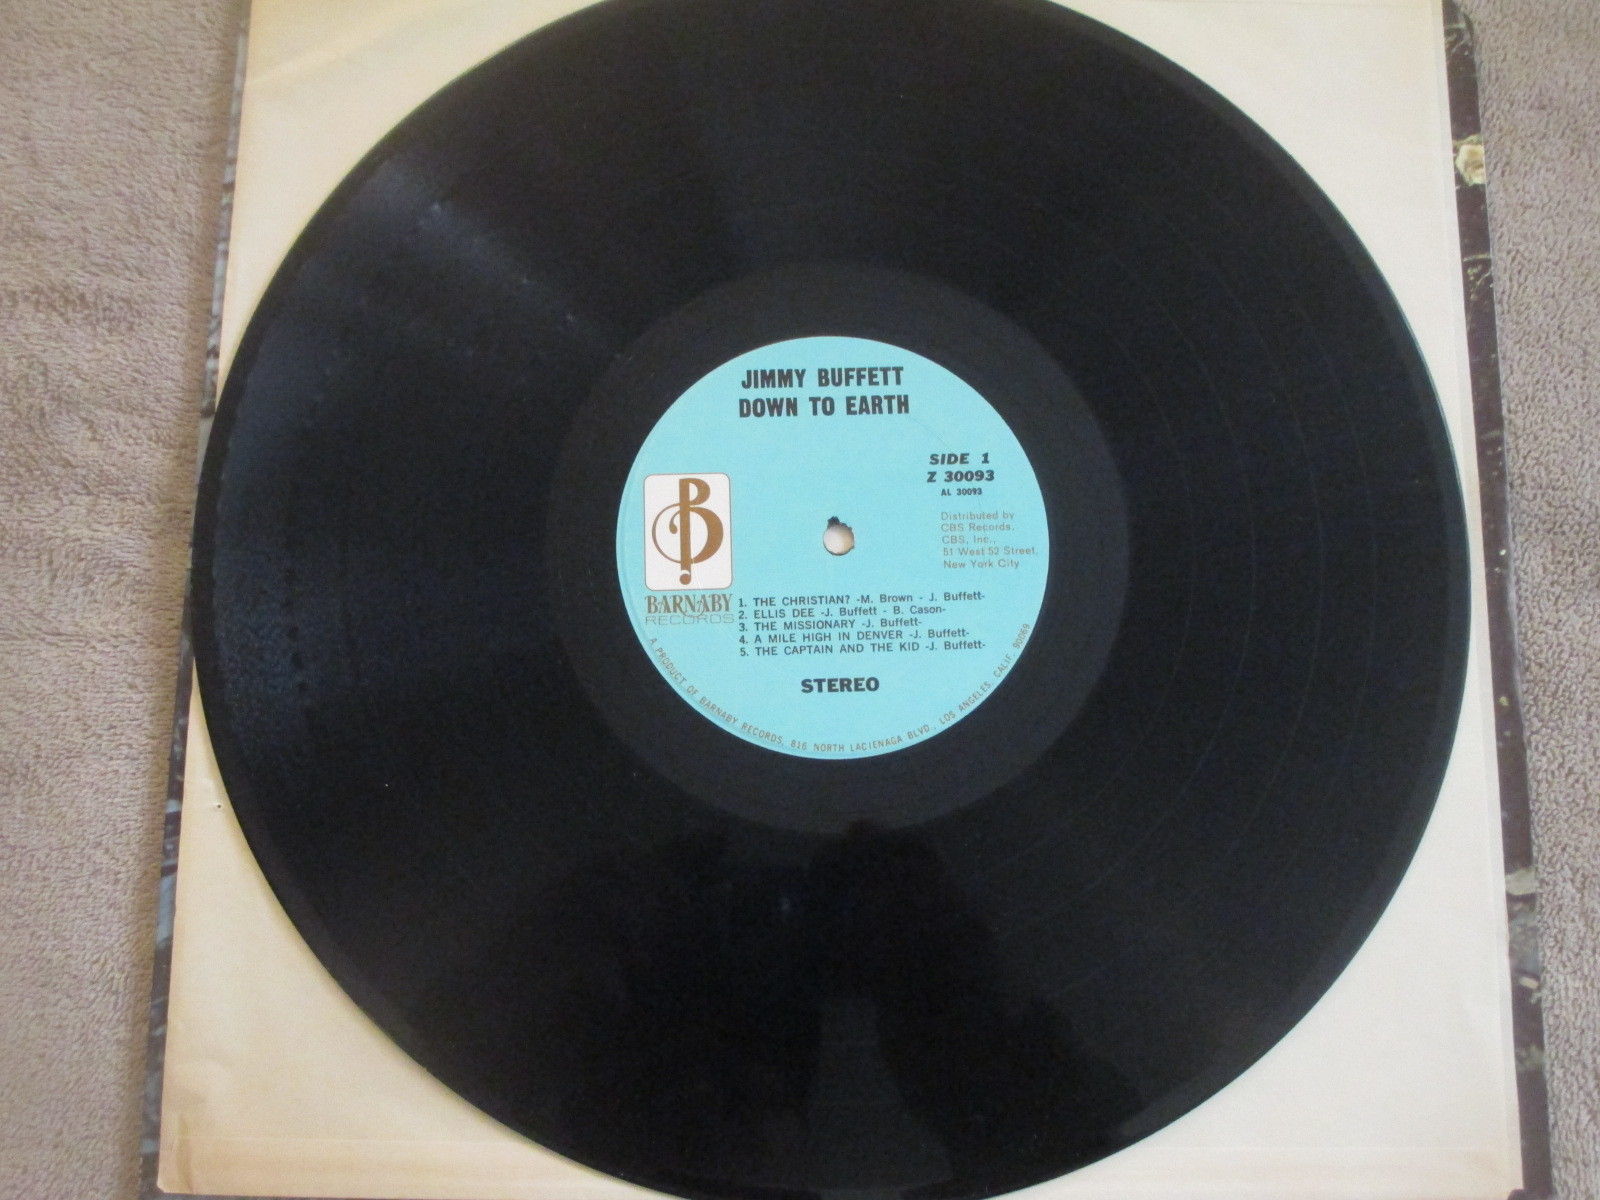 JIMMY BUFFETT
DOWN TO EARTH
SIDE 1
Z 30093
AL 30093
Distributed by
CBS Records,
CBS, Inc.,
51 West 52 Street,
New York City
B
BARNABY
RECORDS
1. THE CHRISTIAN? -M. Brown - J. Buffett-
2. ELLIS DEE -J. Buffett - B. Cason-
3. THE MISSIONARY -J. Buffett-
4. A MILE HIGH IN DENVER -J. Buffett-
5. THE CAPTAIN AND THE KID -J. Buffett-
STEREO
A PRODUCT OF BARNABY RECORDS, 816 NORTH LACIENAGA BLVD., LOS ANGELES, CALIF. 90069